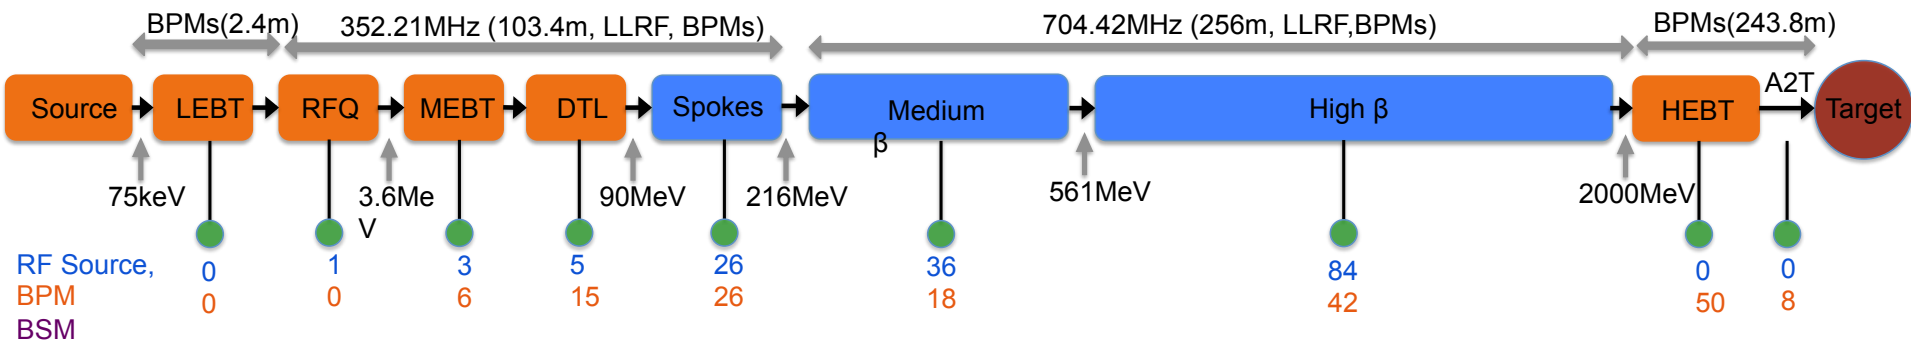 BPMs(2.4m)
352.21MHz (103.4m, LLRF, BPMs)
704.42MHz (256m, LLRF,BPMs)
BPMs(243.8m)
Source
LEBT
RFQ
MEBT
DTL
Spokes
Medium
β
High β
HEBT
A2T
Target
75keV
3.6Me
V
90MeV
216MeV
561MeV
2000MeV
RF Source, 0 1 3 5 26 36 84 0 0
BPM 0 0 6 15 26 18 42 50 8
BSM